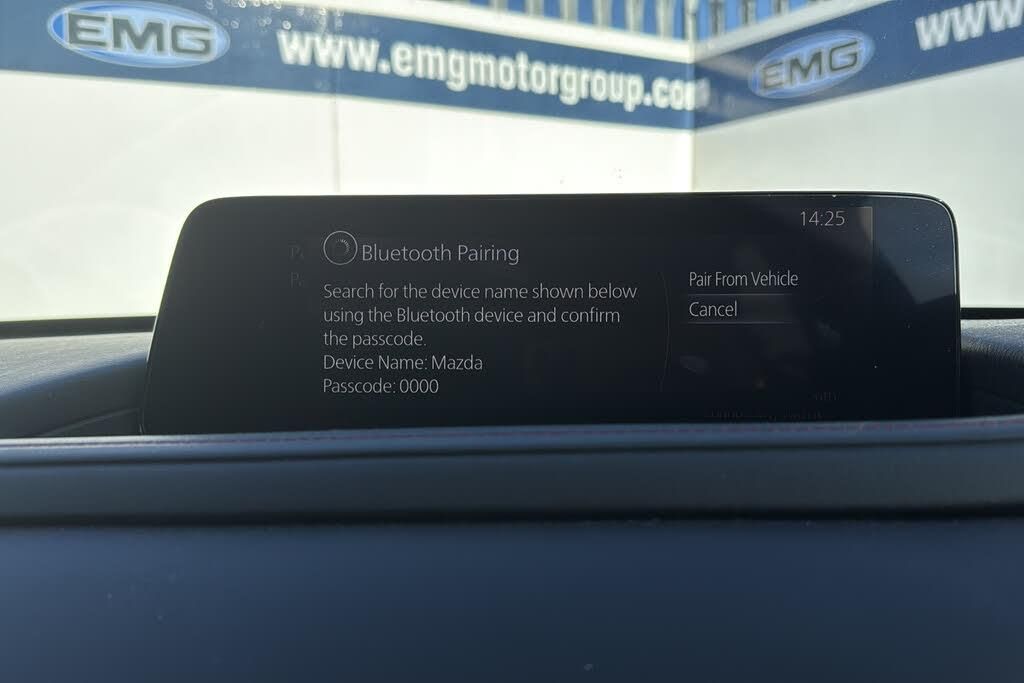 EMG
www.emgmotorgroup.com
EMG
www
14:25
Bluetooth Pairing
Search for the device name shown below
using the Bluetooth device and confirm
the passcode.
Device Name: Mazda
Passcode: 0000
Pair From Vehicle
Cancel